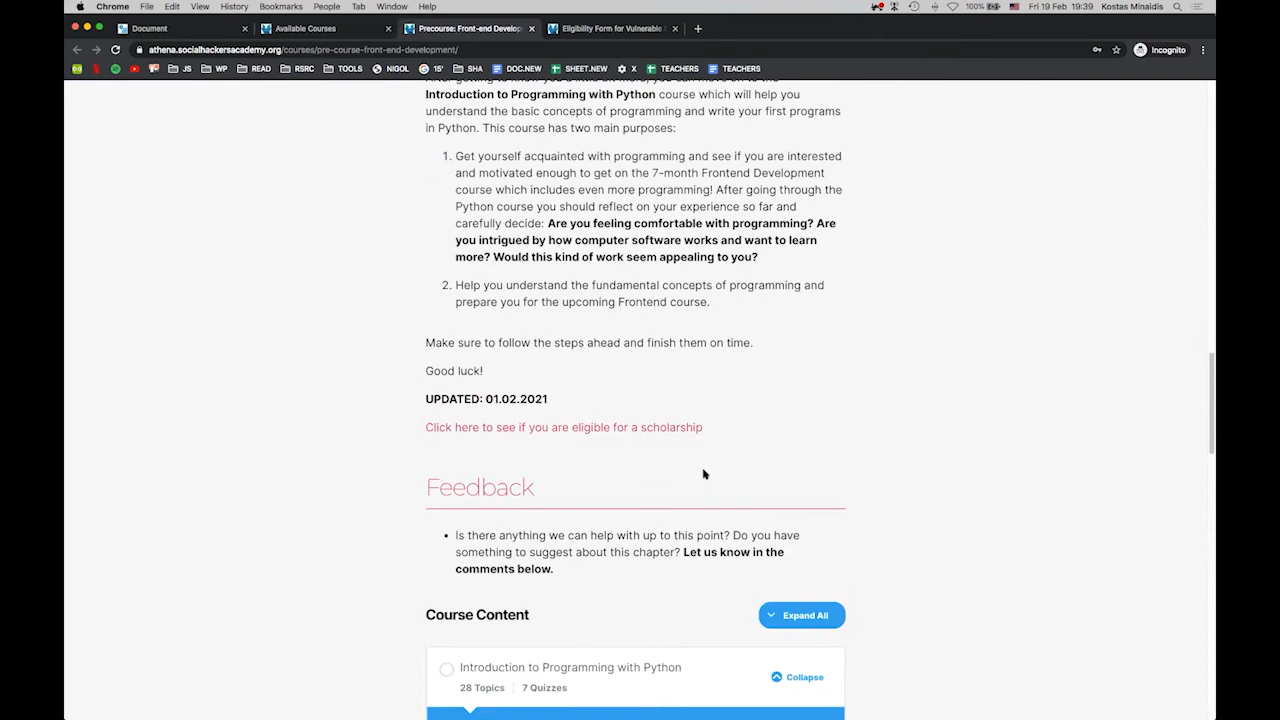 Chrome File Edit View History Bookmarks People Tab Window Help 100% Fri 19 Feb 19:39 Kostas Minaidis
Document Available Courses Precourse: Front-end Develop Eligibility Form for Vulnerable
athena.socialhackersacademy.org/courses/pre-course-front-end-development/ Incognito
JS WP READ RSRC TOOLS NIGOL 15' SHA DOC.NEW SHEET.NEW X TEACHERS TEACHERS
Introduction to Programming with Python course which will help you
understand the basic concepts of programming and write your first programs
in Python. This course has two main purposes:
1. Get yourself acquainted with programming and see if you are interested
and motivated enough to get on the 7-month Frontend Development
course which includes even more programming! After going through the
Python course you should reflect on your experience so far and
carefully decide: Are you feeling comfortable with programming? Are
you intrigued by how computer software works and want to learn
more? Would this kind of work seem appealing to you?
2. Help you understand the fundamental concepts of programming and
prepare you for the upcoming Frontend course.
Make sure to follow the steps ahead and finish them on time.
Good luck!
UPDATED: 01.02.2021
Click here to see if you are eligible for a scholarship
Feedback
• Is there anything we can help with up to this point? Do you have
something to suggest about this chapter? Let us know in the
comments below.
Course Content Expand All
Introduction to Programming with Python
28 Topics | 7 Quizzes Collapse